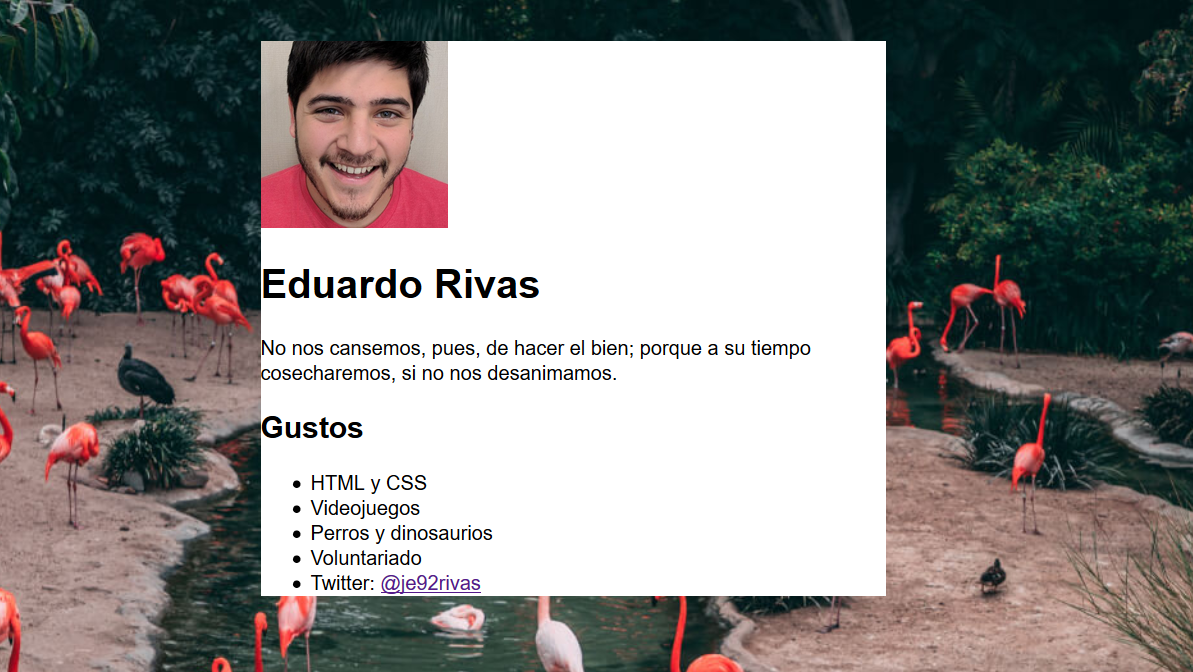 Eduardo Rivas
No nos cansemos, pues, de hacer el bien; porque a su tiempo
cosecharemos, si no nos desanimamos.
Gustos
HTML y CSS
Videojuegos
Perros y dinosaurios
Voluntariado
Twitter: @je92rivas